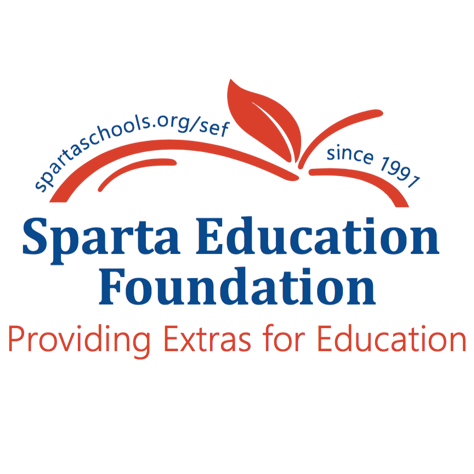 spartaschools.org/sef
since 1991
Sparta Education
Foundation
Providing Extras for Education